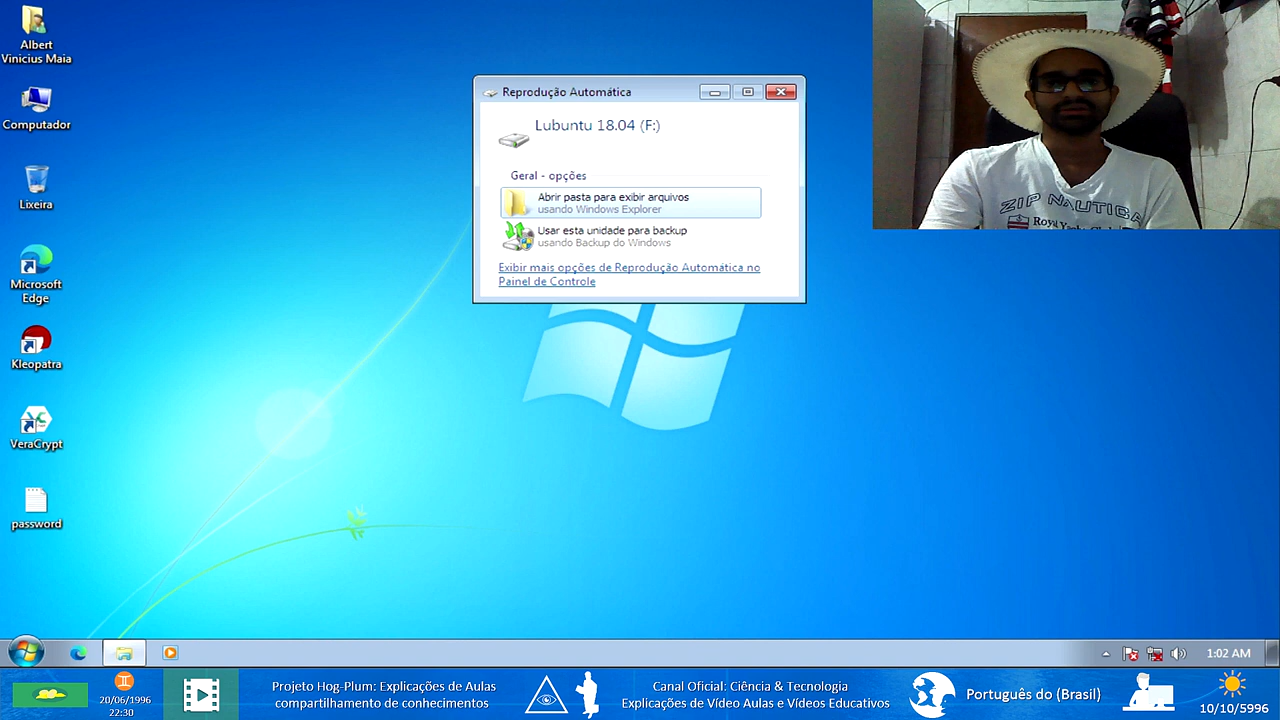 Albert
Vinicius Maia
Computador
Lixeira
Microsoft
Edge
Kleopatra
VeraCrypt
password
Reprodução Automática
Lubuntu 18.04 (F:)
Geral - opções
Abrir pasta para exibir arquivos
usando Windows Explorer
Usar esta unidade para backup
usando Backup do Windows
Exibir mais opções de Reprodução Automática no
Painel de Controle
ZIP NAUTICA
Royal
1:02 AM
20/06/1996
22:30
Projeto Hog-Plum: Explicações de Aulas
compartilhamento de conhecimentos
Canal Oficial: Ciência & Tecnologia
Explicações de Vídeo Aulas e Vídeos Educativos
Português do (Brasil)
10/10/5996